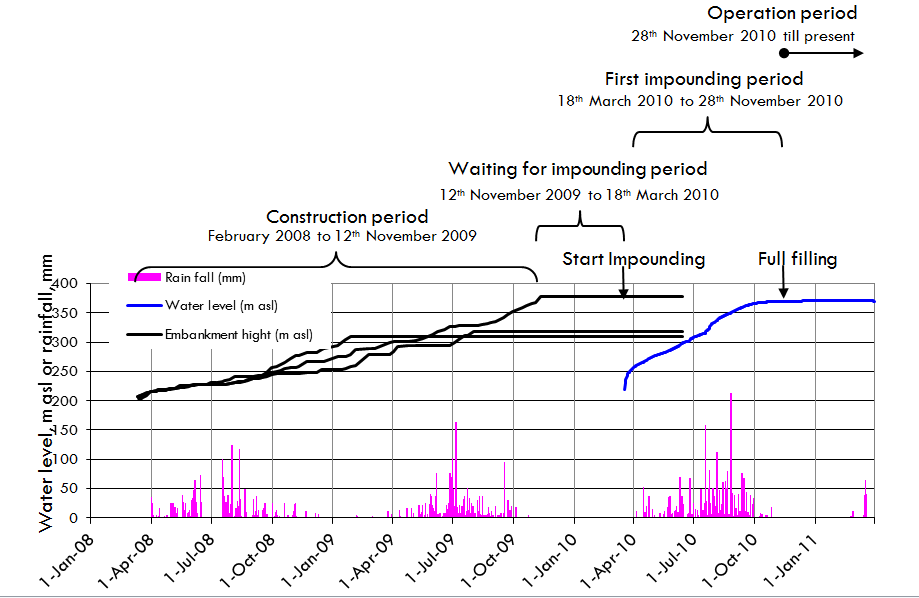 Operation period
28th November 2010 till present
First impounding period
18th March 2010 to 28th November 2010
Waiting for impounding period
12th November 2009 to 18th March 2010
Construction period
February 2008 to 12th November 2009
Start Impounding
Full filling
Rain fall (mm)
Water level (m asl)
Embankment hight (m asl)
Water level, m asl or rainfall, mm
400
350
300
250
200
150
100
50
0
1-Jan-08
1-Apr-08
1-Jul-08
1-Oct-08
1-Jan-09
1-Apr-09
1-Jul-09
1-Oct-09
1-Jan-10
1-Apr-10
1-Jul-10
1-Oct-10
1-Jan-11